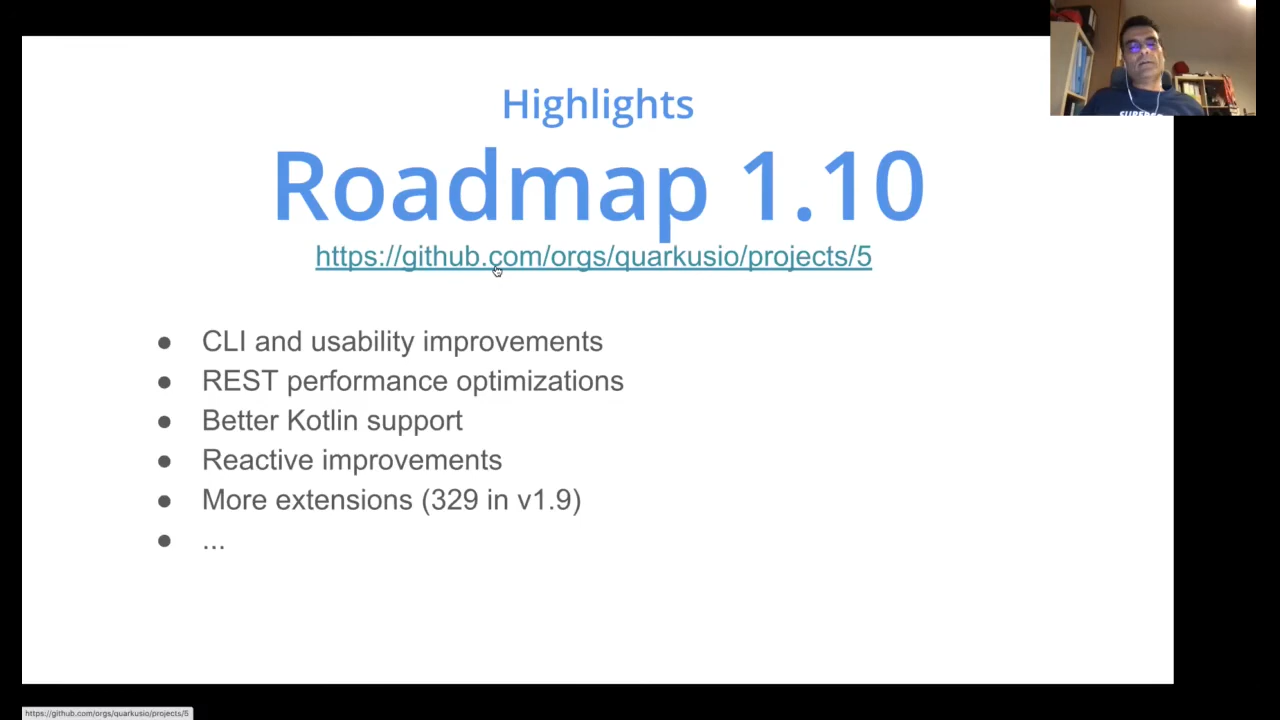 Highlights
Roadmap 1.10
https://github.com/orgs/quarkusio/projects/5
● CLI and usability improvements
● REST performance optimizations
● Better Kotlin support
● Reactive improvements
● More extensions (329 in v1.9)
● ...
https://github.com/orgs/quarkusio/projects/5